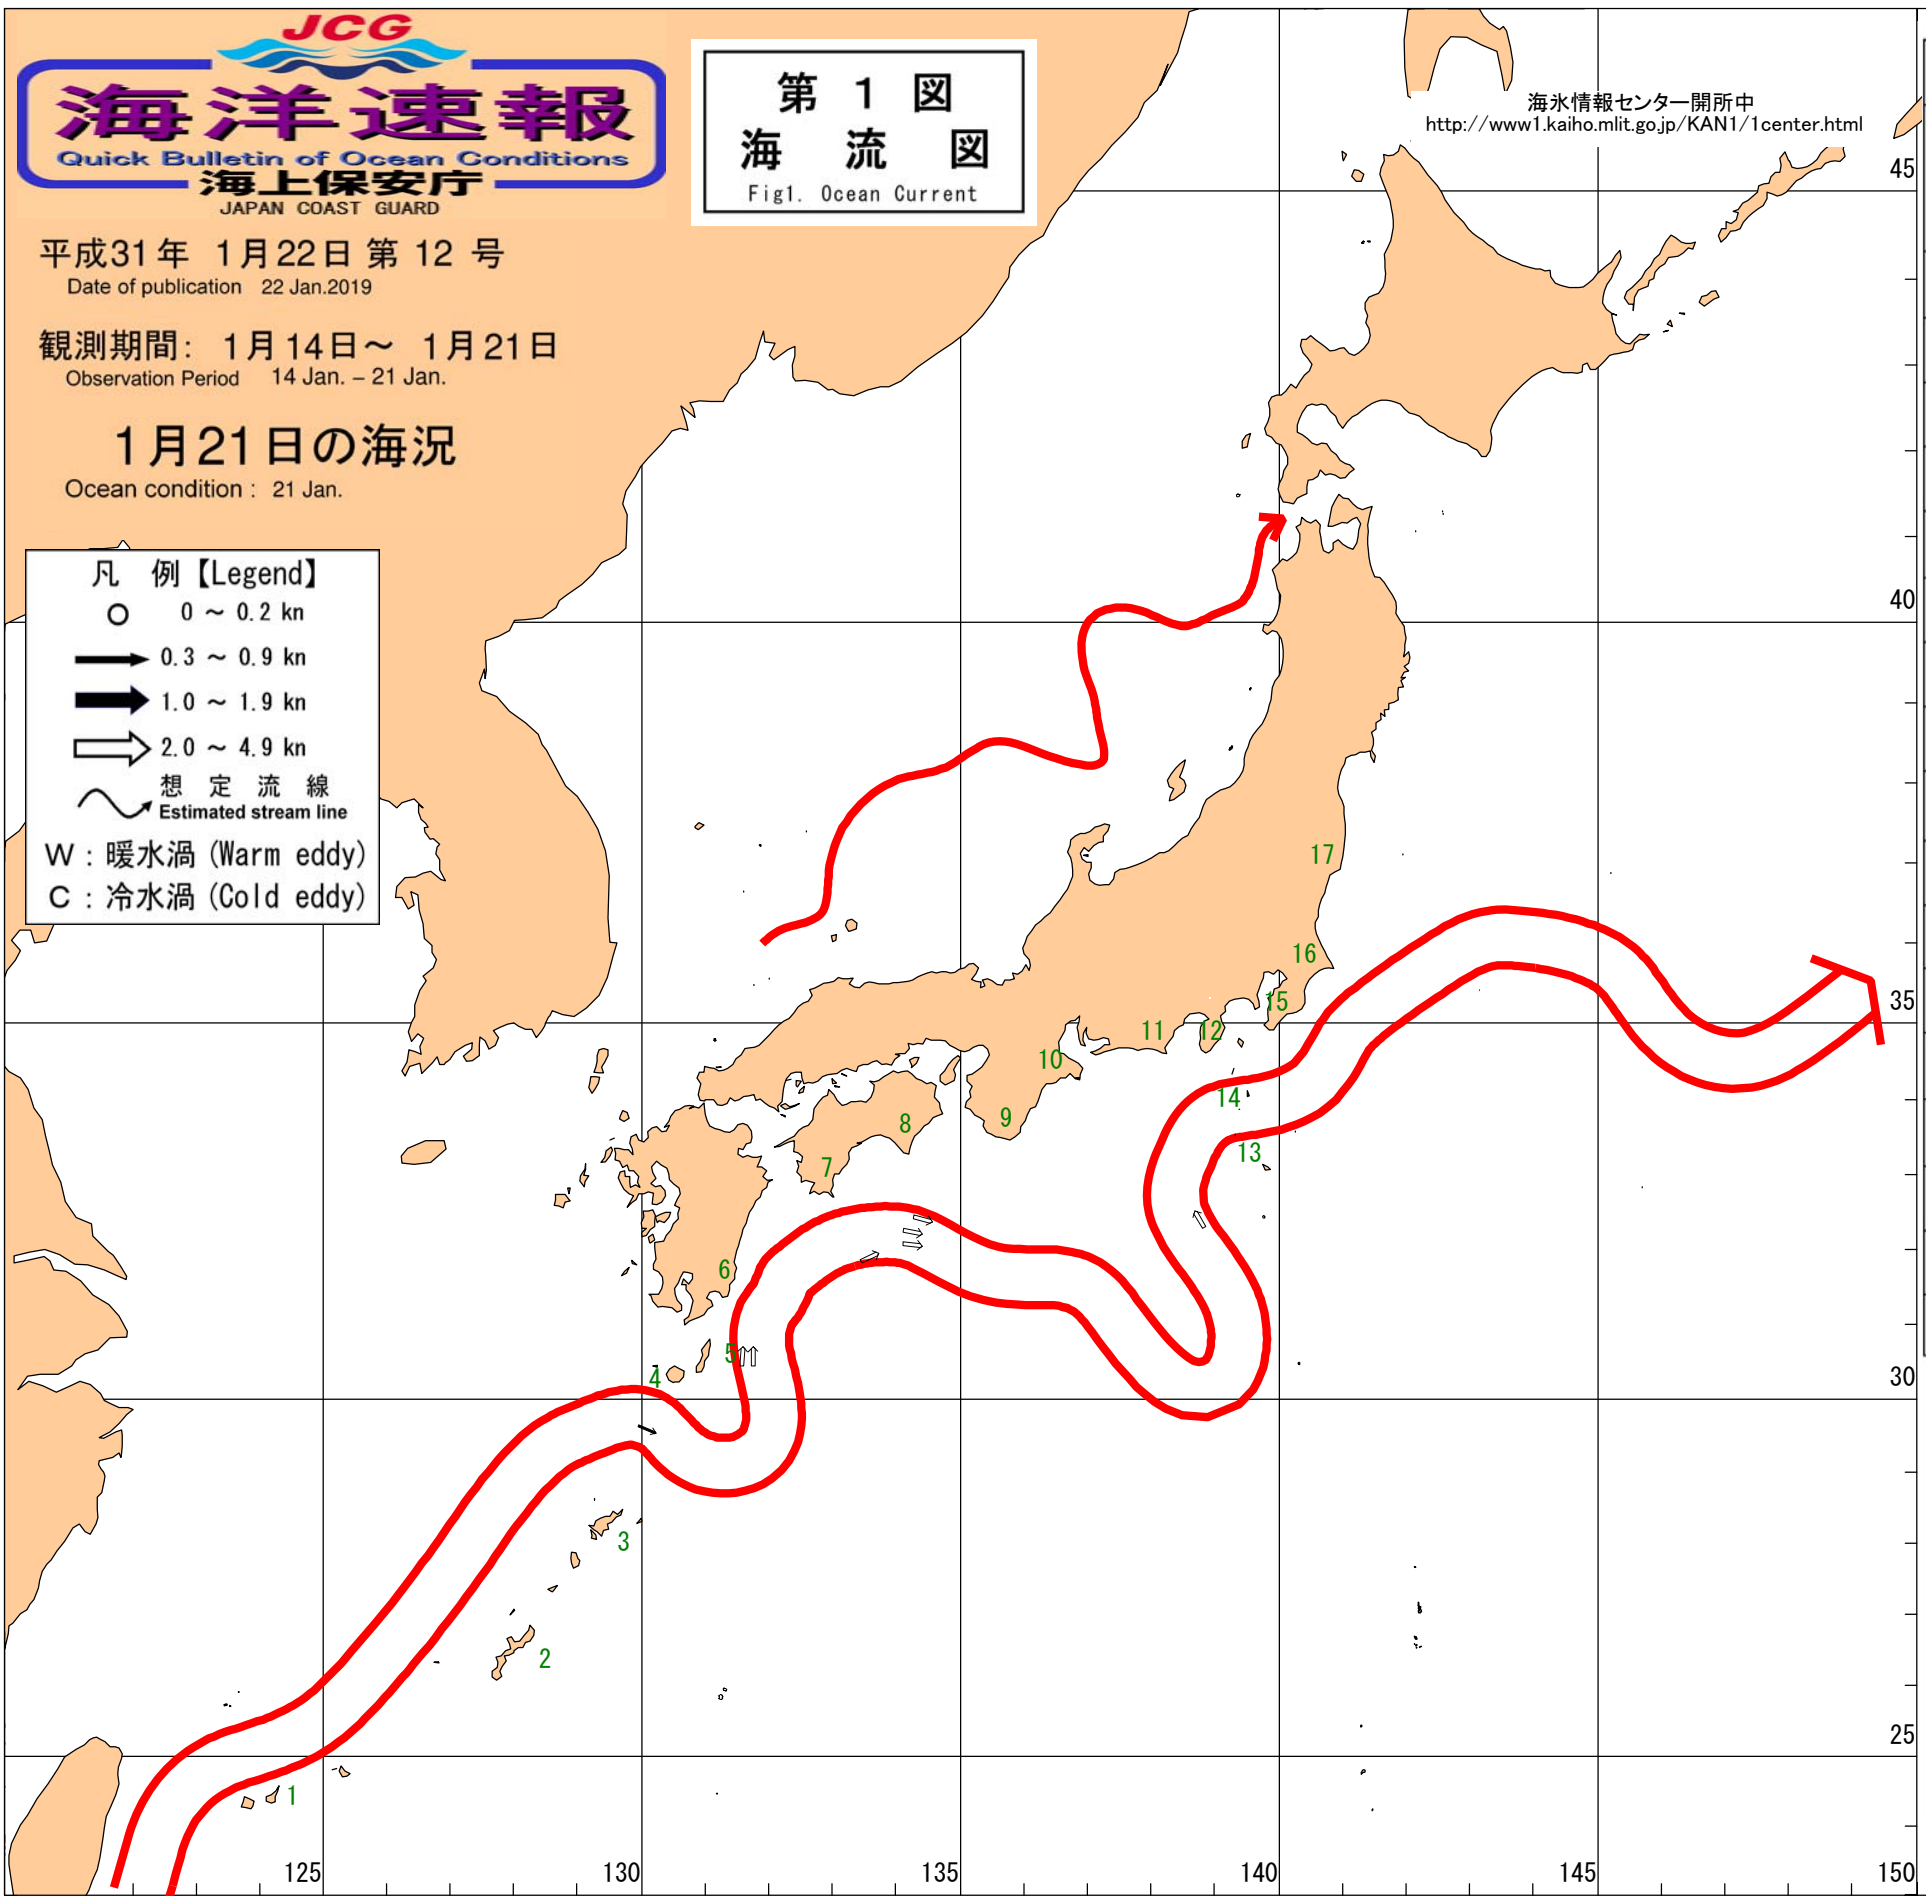 JCG
海洋速報
Quick Bulletin of Ocean Conditions
海上保安庁
JAPAN COAST GUARD
第 1 図
海 流 図
Fig1. Ocean Current
海氷情報センター開所中
http://www1.kaiho.mlit.go.jp/KAN1/1center.html
平成31年 1月22日 第 12 号
Date of publication 22 Jan.2019
観測期間: 1月14日～ 1月21日
Observation Period 14 Jan. – 21 Jan.
1月21日の海況
Ocean condition : 21 Jan.
凡 例【Legend】
0 ～ 0.2 kn
0.3 ～ 0.9 kn
1.0 ～ 1.9 kn
2.0 ～ 4.9 kn
想 定 流 線
Estimated stream line
W : 暖水渦 (Warm eddy)
C : 冷水渦 (Cold eddy)
45
40
17
16
35
15
11
12
10
14
9
8
13
7
6
5
4
30
3
2
25
1
125
130
135
140
145
150